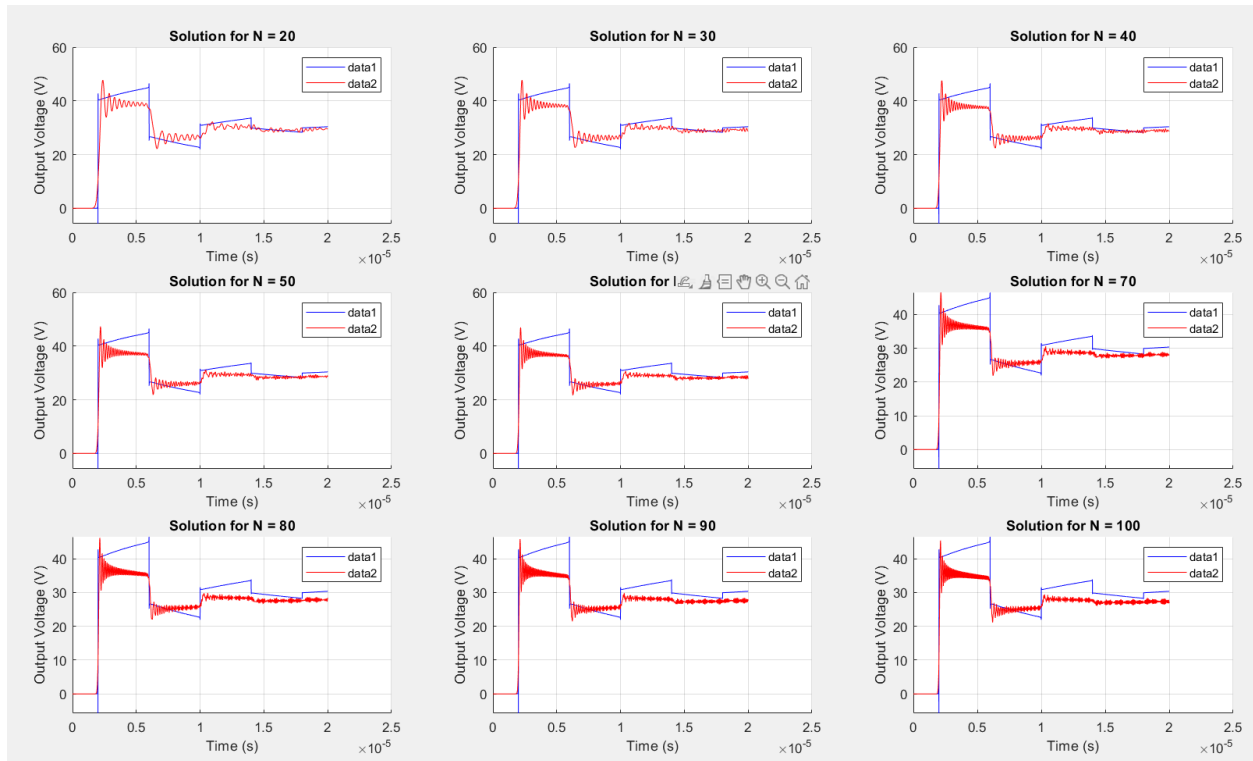 Solution for N = 20
60
40
20
0
Output Voltage (V)
data1
data2
0 0.5 1 1.5 2 2.5
Time (s)
×10^-5
Solution for N = 30
60
40
20
0
Output Voltage (V)
data1
data2
0 0.5 1 1.5 2 2.5
Time (s)
×10^-5
Solution for N = 40
60
40
20
0
Output Voltage (V)
data1
data2
0 0.5 1 1.5 2 2.5
Time (s)
×10^-5
Solution for N = 50
60
40
20
0
Output Voltage (V)
data1
data2
0 0.5 1 1.5 2 2.5
Time (s)
×10^-5
Solution for
60
40
20
0
Output Voltage (V)
data1
data2
0 0.5 1 1.5 2 2.5
Time (s)
×10^-5
Solution for N = 70
40
30
20
10
0
Output Voltage (V)
data1
data2
0 0.5 1 1.5 2 2.5
Time (s)
×10^-5
Solution for N = 80
40
30
20
10
0
Output Voltage (V)
data1
data2
0 0.5 1 1.5 2 2.5
Time (s)
×10^-5
Solution for N = 90
40
30
20
10
0
Output Voltage (V)
data1
data2
0 0.5 1 1.5 2 2.5
Time (s)
×10^-5
Solution for N = 100
40
30
20
10
0
Output Voltage (V)
data1
data2
0 0.5 1 1.5 2 2.5
Time (s)
×10^-5